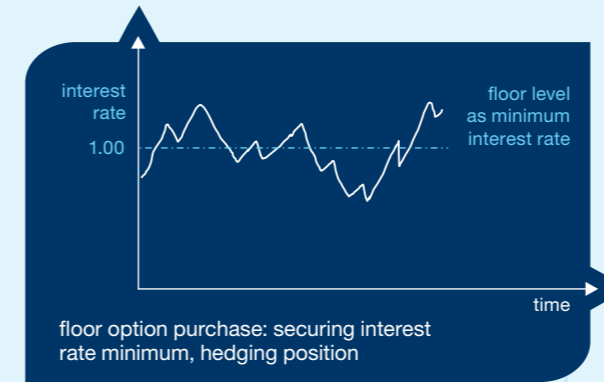 interest
rate
1.00
floor level
as minimum
interest rate
time
floor option purchase: securing interest
rate minimum, hedging position